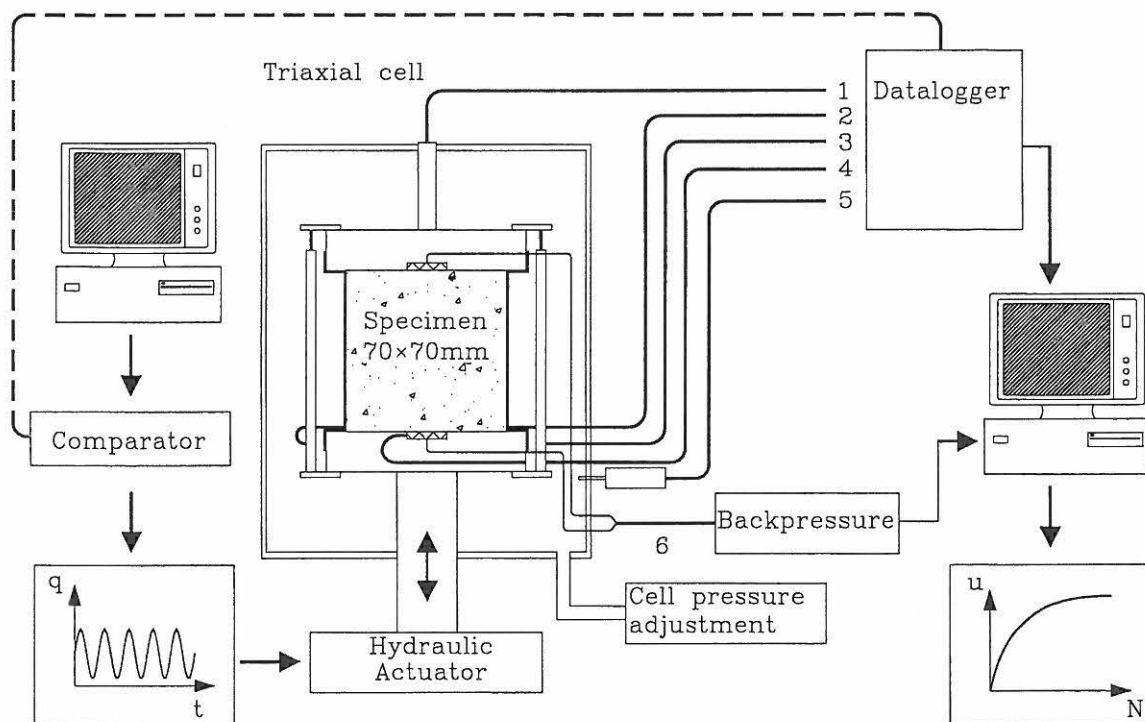 Triaxial cell
1
2
3
4
5
Datalogger
Specimen
70×70mm
Comparator
Backpressure
6
q
t
Hydraulic
Actuator
Cell pressure
adjustment
u
N